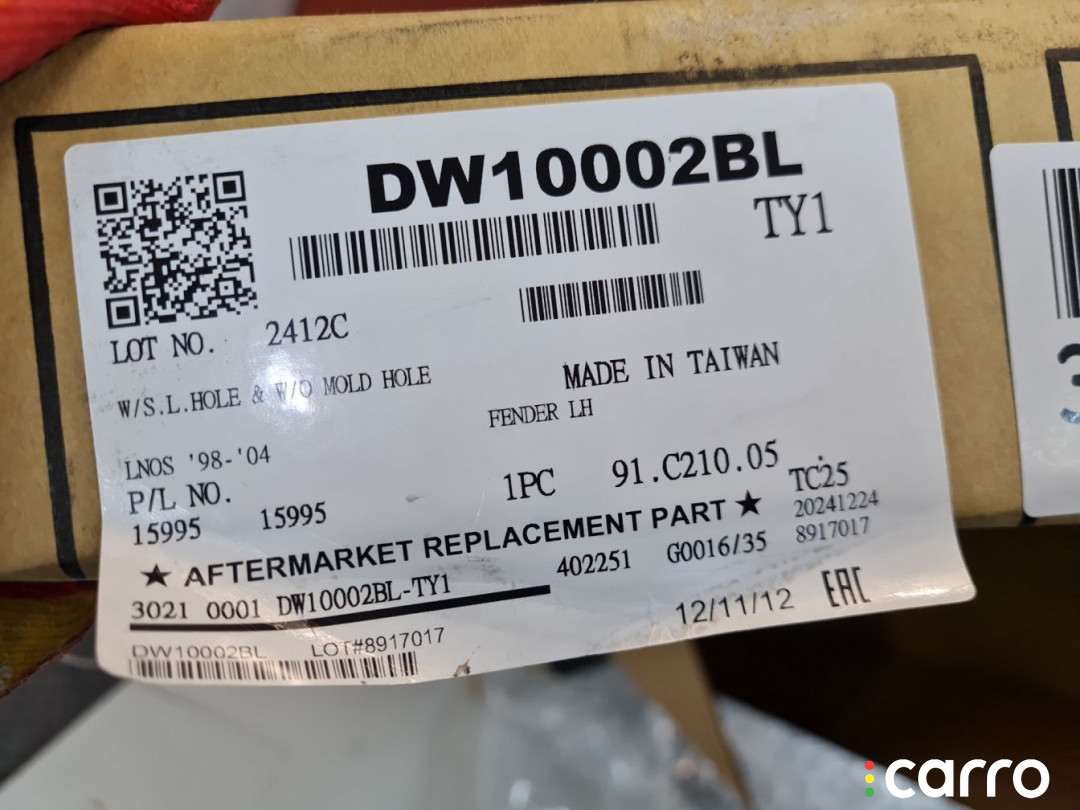 DW10002BL
TY1
LOT NO. 2412C
MADE IN TAIWAN
W/S.L.HOLE & W/O MOLD HOLE
FENDER LH
LNOS '98-'04
P/L NO.
1PC 91.C210.05
TC25
15995 15995
20241224
★ AFTERMARKET REPLACEMENT PART ★
8917017
3021 0001 DW10002BL-TY1 402251 G0016/35
12/11/12 EAC
DW10002BL LOT#8917017
carro